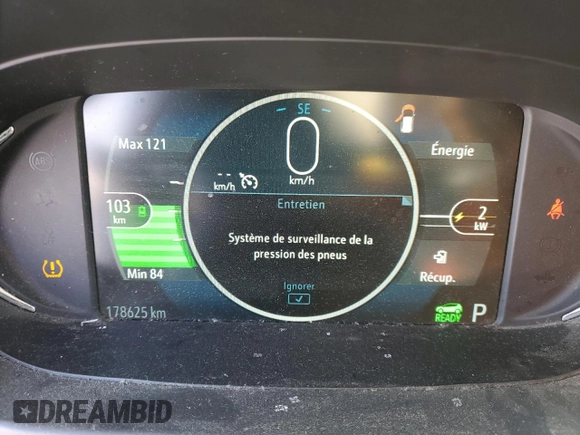 SE
Max 121
0
Énergie
-- km/h
km/h
Entretien
103
km
2
kW
Système de surveillance de la
pression des pneus
Min 84
Récup.
Ignorer
178625 km
READY
P
DREAMBID